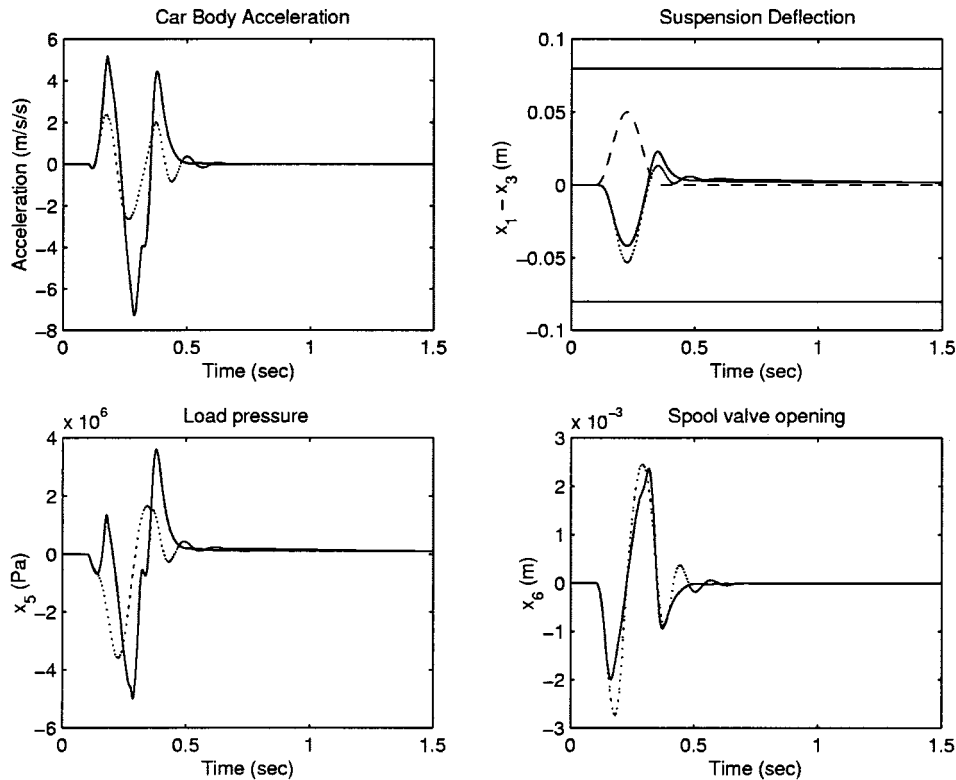 Car Body Acceleration
Acceleration (m/s/s)
6
4
2
0
−2
−4
−6
−8
0 0.5 1 1.5
Time (sec)
Suspension Deflection
x1 − x3 (m)
0.1
0.05
0
−0.05
−0.1
0 0.5 1 1.5
Time (sec)
Load pressure
x 10^6
x5 (Pa)
4
2
0
−2
−4
−6
0 0.5 1 1.5
Time (sec)
Spool valve opening
x 10^−3
x6 (m)
3
2
1
0
−1
−2
−3
0 0.5 1 1.5
Time (sec)